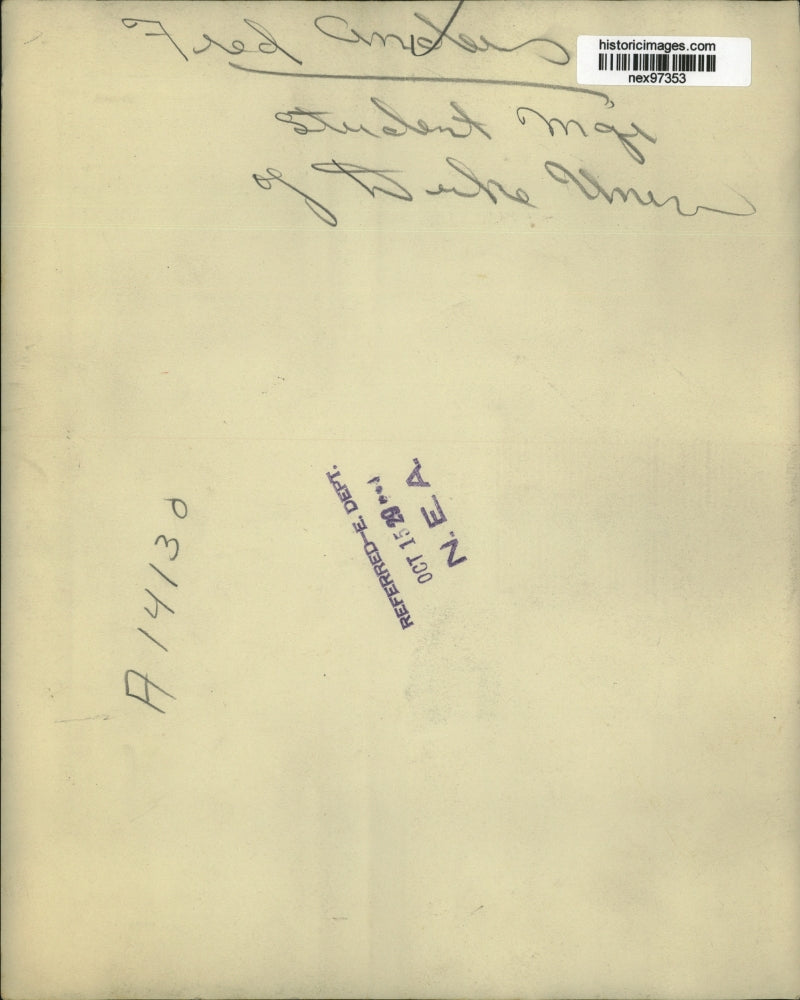 Fred Anders
historicimages.com
nex97353
Student Mgr
of Duke Univ
REFERRED-E. DEPT.
OCT 15 29
N. E. A.
A 14130